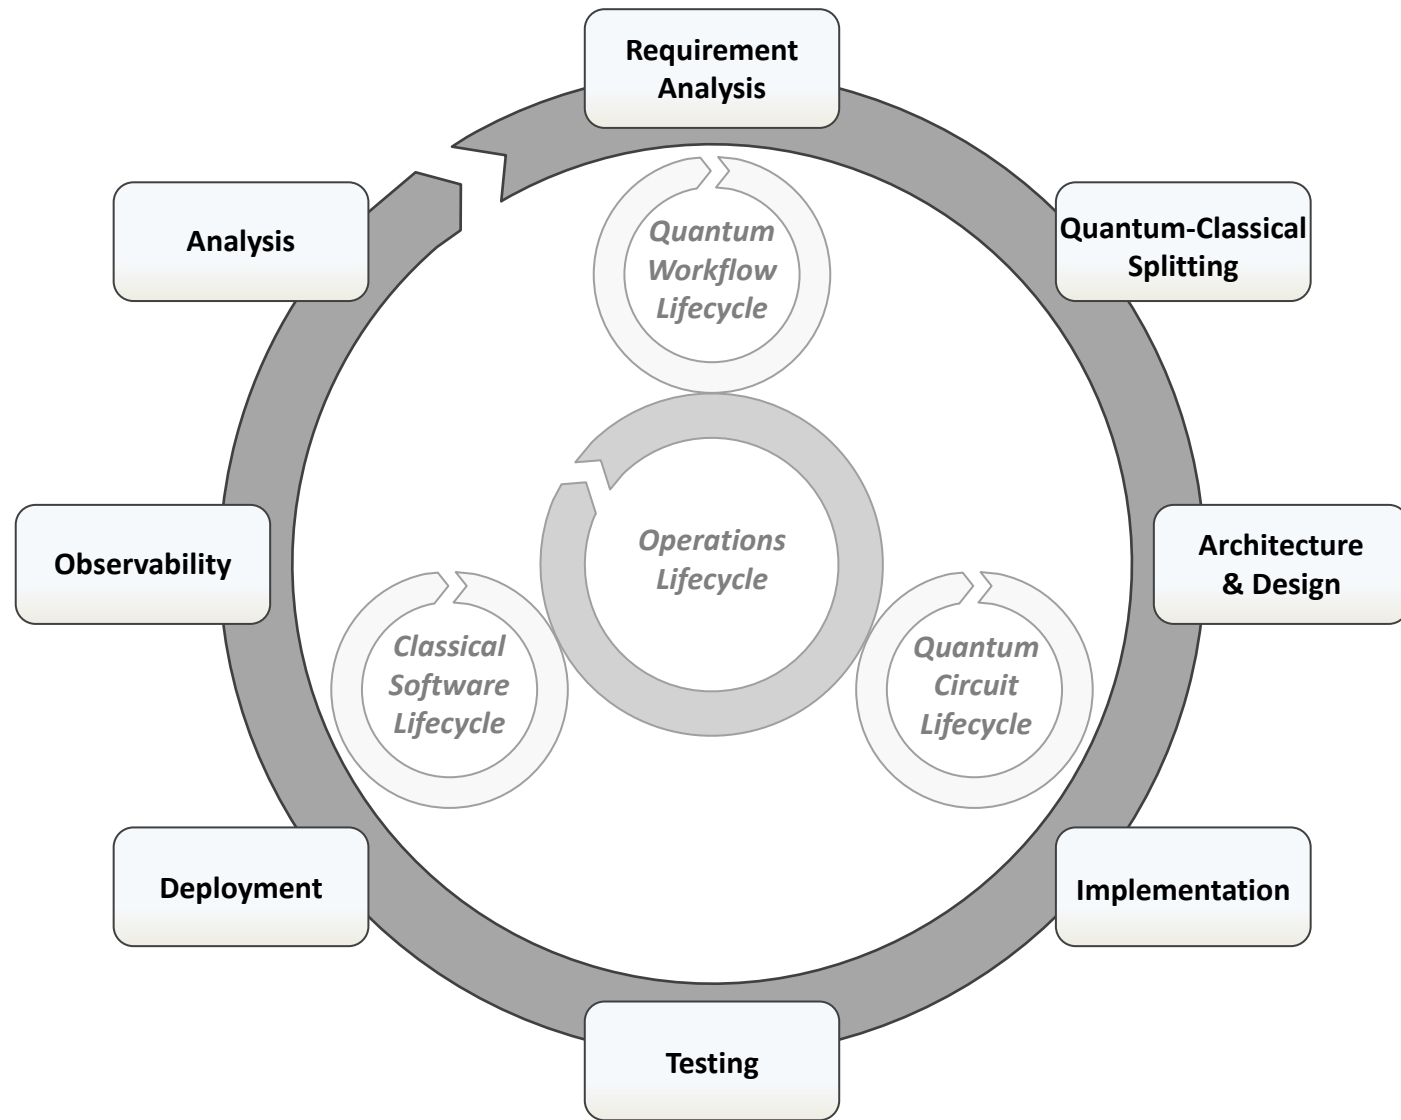 Requirement
Analysis
Quantum-Classical
Splitting
Architecture
& Design
Implementation
Testing
Deployment
Observability
Analysis
Quantum
Workflow
Lifecycle
Operations
Lifecycle
Classical
Software
Lifecycle
Quantum
Circuit
Lifecycle